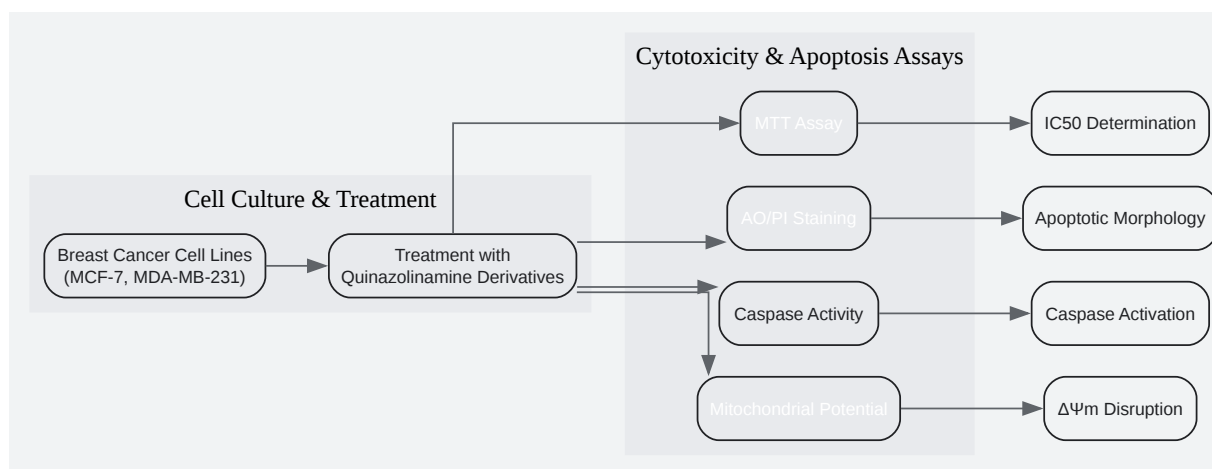 Cytotoxicity & Apoptosis Assays
MTT Assay
IC50 Determination
Cell Culture & Treatment
AO/PI Staining
Apoptotic Morphology
Breast Cancer Cell Lines
(MCF-7, MDA-MB-231)
Treatment with
Quinazolinamine Derivatives
Caspase Activity
Caspase Activation
Mitochondrial Potential
ΔΨm Disruption